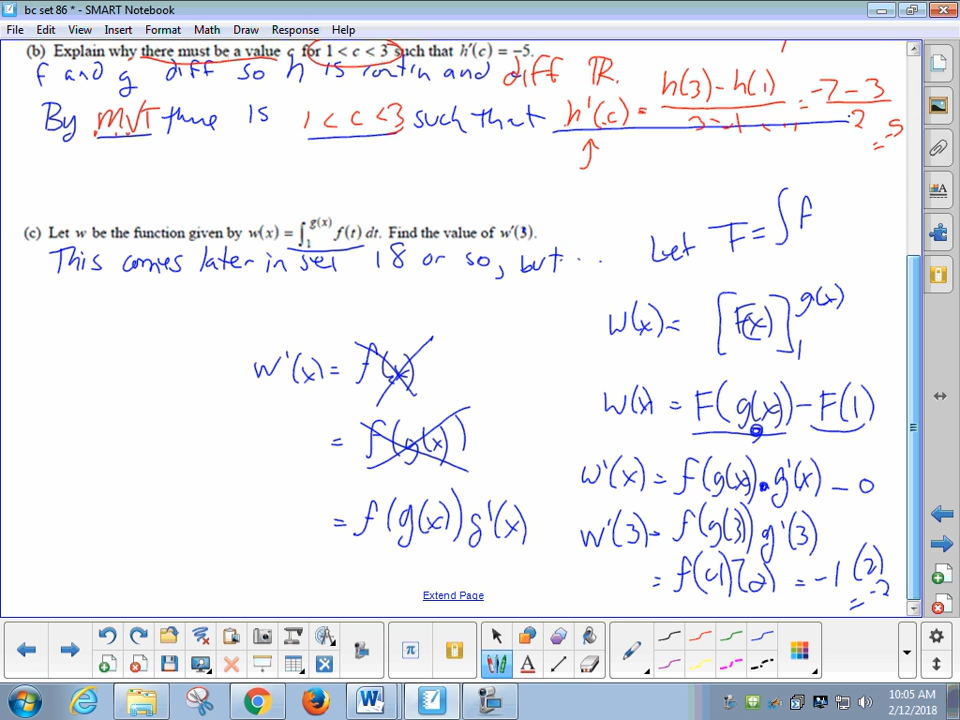 bc set 86 * - SMART Notebook
File Edit View Insert Format Tools Add-ons Draw Response Help
(b) Explain why there must be a value c for 1 < c < 3 such that h'(c) = −5.
f and g diff so h is contin and diff ℝ.
By MVT there is 1 < c < 3 such that h'(c) = h(3) - h(1) / 3 - 1 = -7 - 3 / 2 = -5
(c) Let w be the function given by w(x) = ∫₁^g(x) f(t) dt. Find the value of w'(3).
This comes later in set 18 or so, but...
Let F = ∫f
w(x) = [F(x)]₁^g(x)
w'(x) = f(x)
w(x) = F(g(x)) - F(1)
= f(g(x))
w'(x) = f(g(x)) · g'(x) - 0
= f(g(x)) g'(x)
w'(3) = f(g(3)) g'(3)
= f(4)(2) = -1 (2)
= -2
Extend Page
10:05 AM
2/12/2018